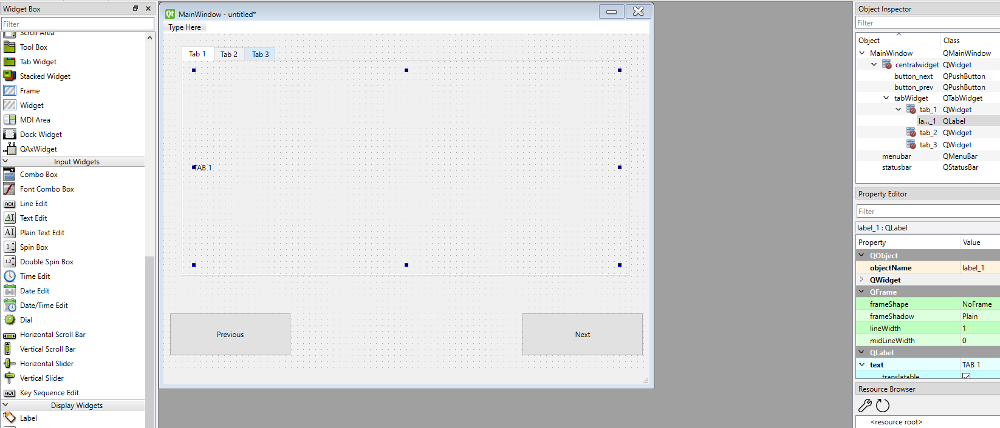 Widget Box
Filter
Scroll Area
Tool Box
Tab Widget
Stacked Widget
Frame
Widget
MDI Area
Dock Widget
QAxWidget
Input Widgets
Combo Box
Font Combo Box
Line Edit
Text Edit
Plain Text Edit
Spin Box
Double Spin Box
Time Edit
Date Edit
Date/Time Edit
Dial
Horizontal Scroll Bar
Vertical Scroll Bar
Horizontal Slider
Vertical Slider
Key Sequence Edit
Display Widgets
Label
Qt MainWindow - untitled*
Type Here
Tab 1 Tab 2 Tab 3
TAB 1
Previous Next
Object Inspector
Filter
Object Class
MainWindow QMainWindow
centralwidget QWidget
button_next QPushButton
button_prev QPushButton
tabWidget QTabWidget
tab_1 QWidget
la..._1 QLabel
tab_2 QWidget
tab_3 QWidget
menubar QMenuBar
statusbar QStatusBar
Property Editor
Filter
label_1 : QLabel
Property Value
QObject
objectName label_1
QWidget
QFrame
frameShape NoFrame
frameShadow Plain
lineWidth 1
midLineWidth 0
QLabel
text TAB 1
translatable
Resource Browser
<resource root>